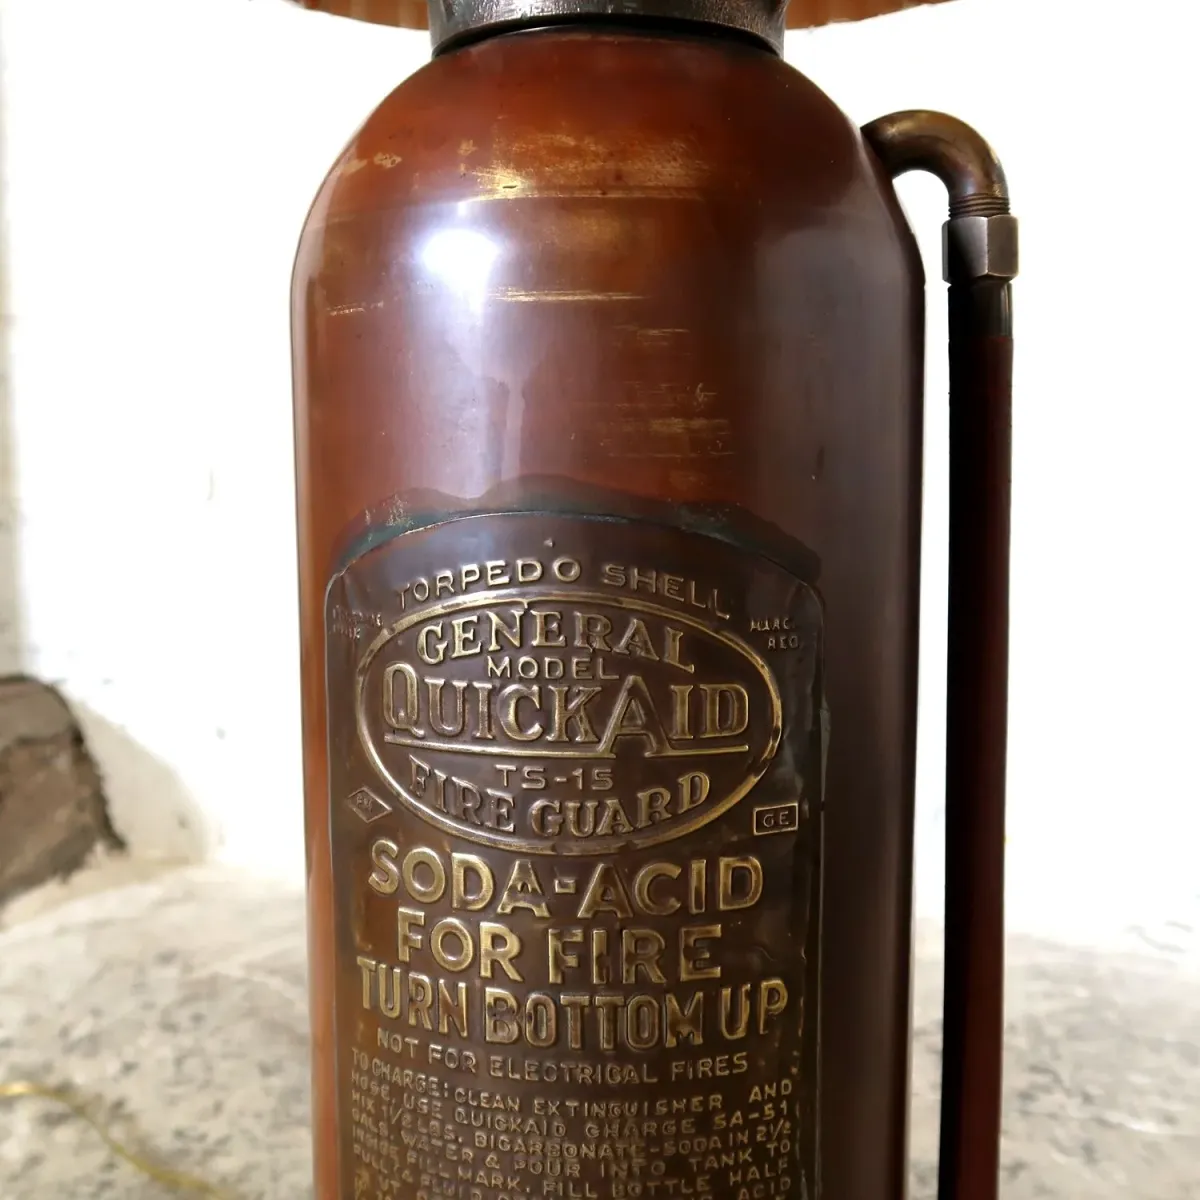 TORPEDO SHELL
GENERAL
MODEL
QUICKAID
TS-15
FIRE GUARD
GE
SODA-ACID
FOR FIRE
TURN BOTTOM UP
NOT FOR ELECTRICAL FIRES
TO CHARGE: CLEAN EXTINGUISHER AND
HOSE. USE QUICKAID CHARGE SA-51
MIX 1 1/2 LBS. BICARBONATE-SODA IN 2 1/2
GALS. WATER & POUR INTO TANK TO
INSIDE FILL MARK. FILL BOTTLE HALF
ACID